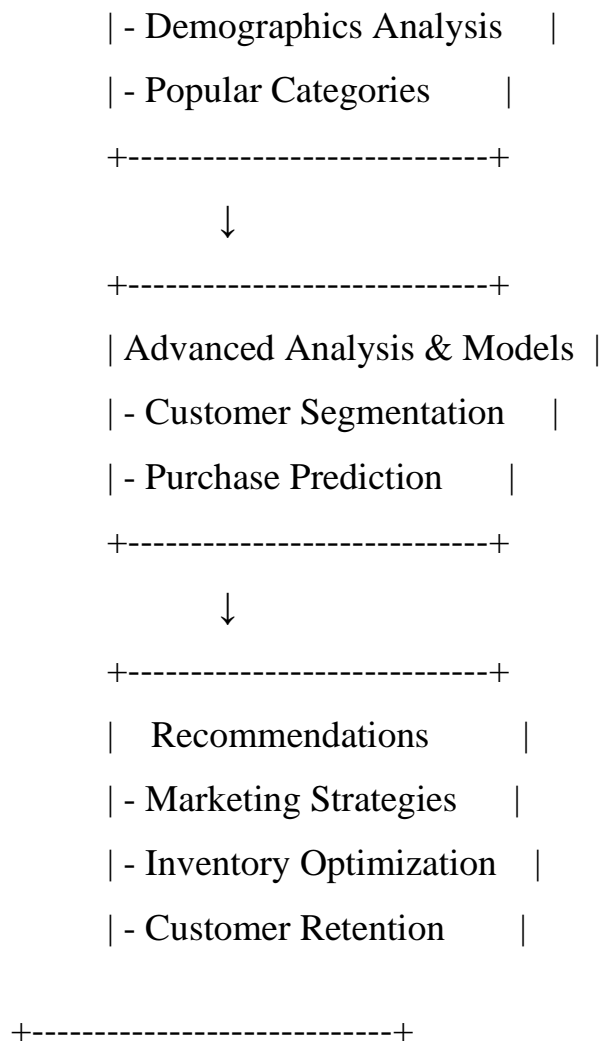 | - Demographics Analysis |
| - Popular Categories |
+-----------------------------+
↓
+-----------------------------+
| Advanced Analysis & Models |
| - Customer Segmentation |
| - Purchase Prediction |
+-----------------------------+
↓
+-----------------------------+
| Recommendations |
| - Marketing Strategies |
| - Inventory Optimization |
| - Customer Retention |
+-----------------------------+